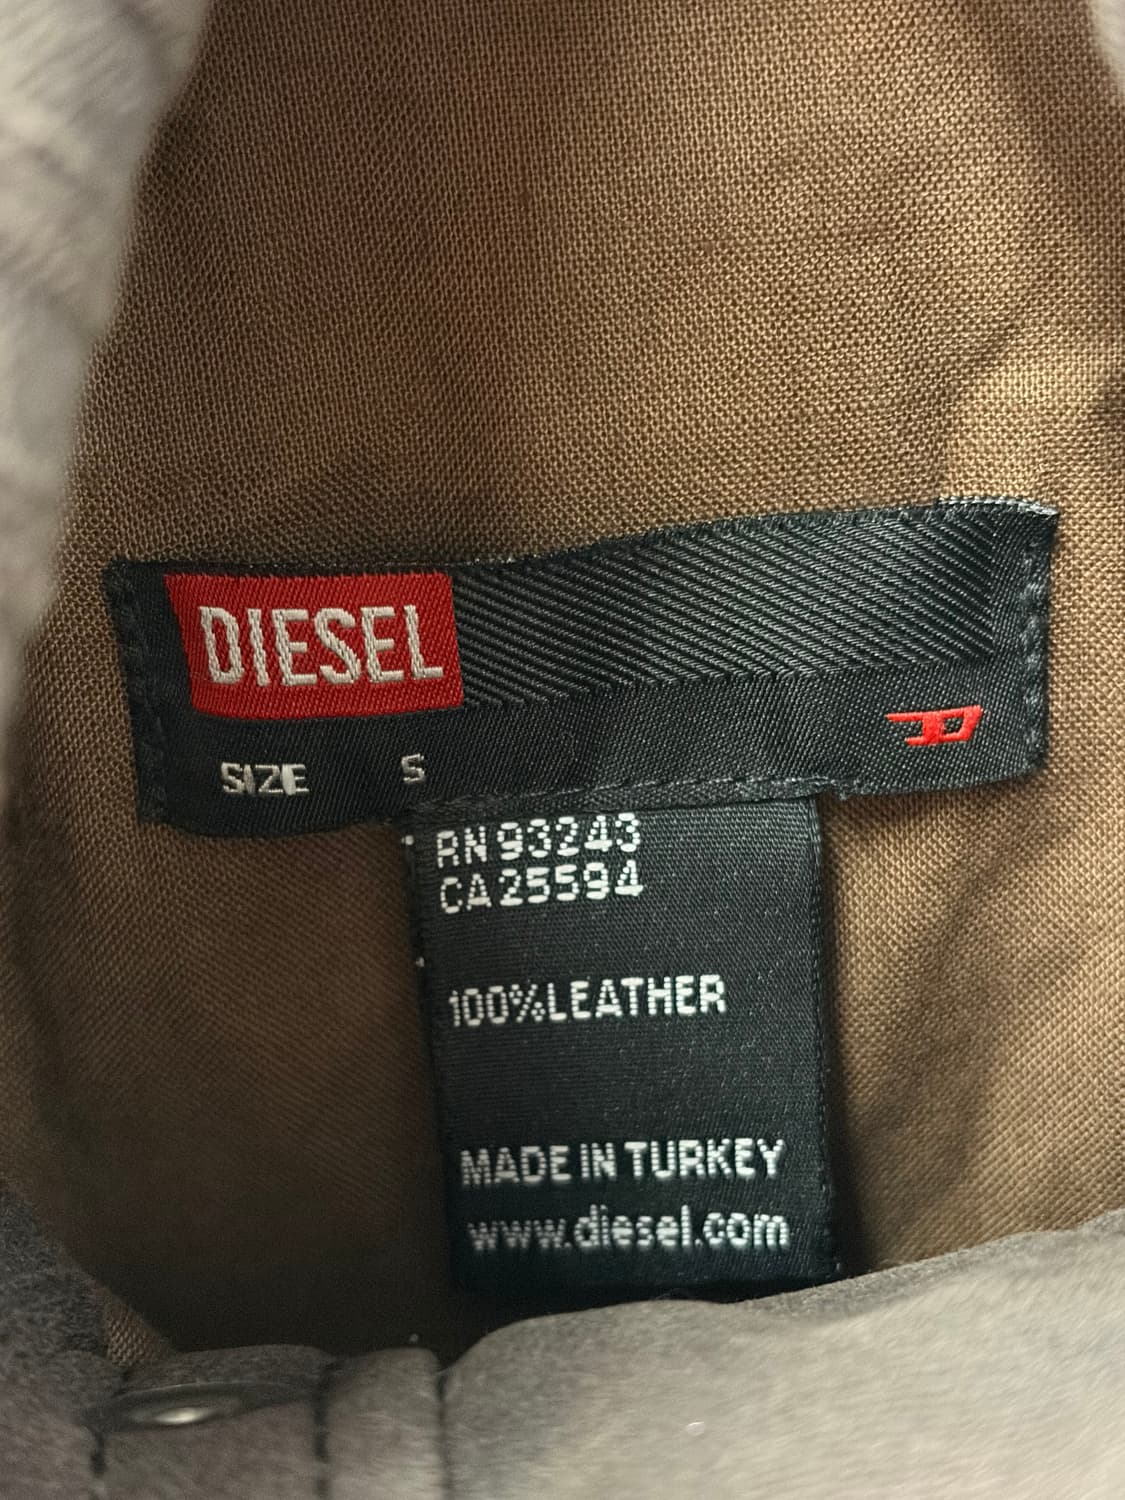 DIESEL
SIZE S
RN 93243
CA 25594
100%LEATHER
MADE IN TURKEY
www.diesel.com